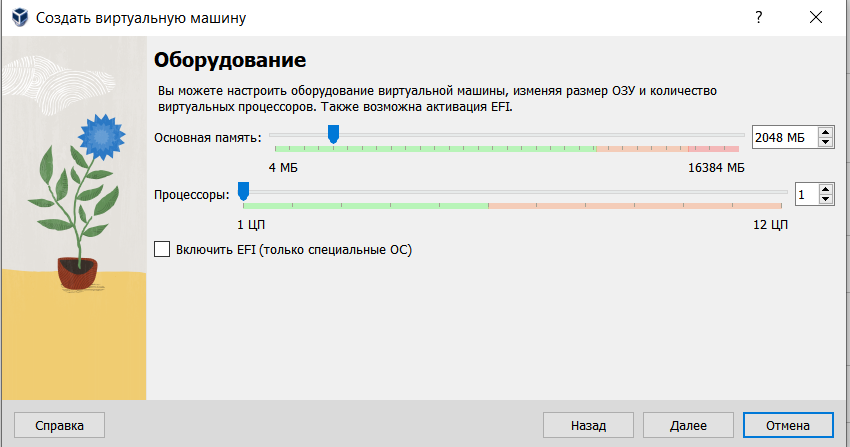 Создать виртуальную машину
?
Оборудование
Вы можете настроить оборудование виртуальной машины, изменяя размер ОЗУ и количество
виртуальных процессоров. Также возможна активация EFI.
Основная память: 2048 МБ
4 МБ 16384 МБ
Процессоры: 1
1 ЦП 12 ЦП
Включить EFI (только специальные ОС)
Справка Назад Далее Отмена